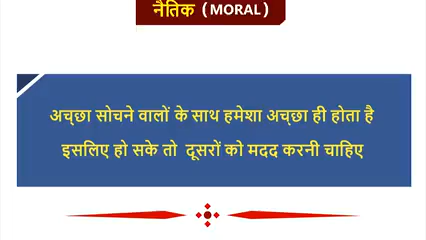 नैतिक (MORAL)
अच्छा सोचने वालों के साथ हमेशा अच्छा ही होता है
इसलिए हो सके तो दूसरों को मदद करनी चाहिए